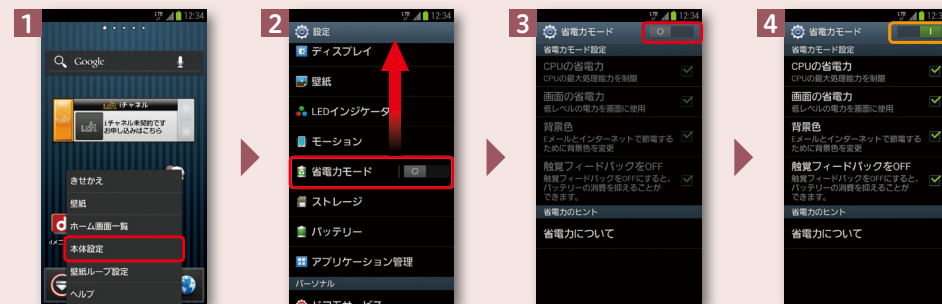 1
LTE 12:34
Google
iチャネル
iチャネル未契約です
お申し込みはこちら
きせかえ
壁紙
ホーム画面一覧
本体設定
壁紙ループ設定
ヘルプ
2
LTE 12:34
設定
ディスプレイ
壁紙
LEDインジケータ
モーション
省電力モード
ストレージ
バッテリー
アプリケーション管理
パーソナル
ドコモサービス
3
LTE 12:34
省電力モード
省電力モード設定
CPUの省電力
CPUの最大処理能力を制限
画面の省電力
低レベルの電力を画面に使用
背景色
Eメールとインターネットで節電する
ために背景色を変更
触覚フィードバックをOFF
触覚フィードバックをOFFにすると、
バッテリーの消費を抑えることが
できます。
省電力のヒント
省電力について
4
LTE 12:3
省電力モード
省電力モード設定
CPUの省電力
CPUの最大処理能力を制限
画面の省電力
低レベルの電力を画面に使用
背景色
Eメールとインターネットで節電する
ために背景色を変更
触覚フィードバックをOFF
触覚フィードバックをOFFにすると、
バッテリーの消費を抑えることが
できます。
省電力のヒント
省電力について